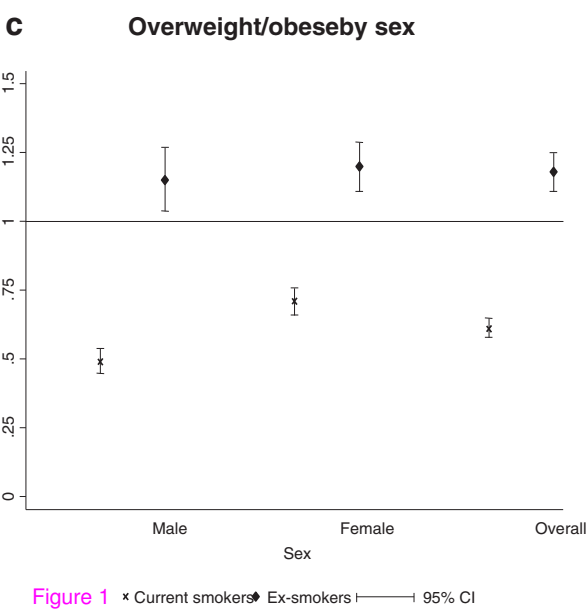 c Overweight/obeseby sex
1.5
1.25
1
.75
.5
.25
0
Male Female Overall
Sex
Figure 1 × Current smokers ◆ Ex-smokers 95% CI